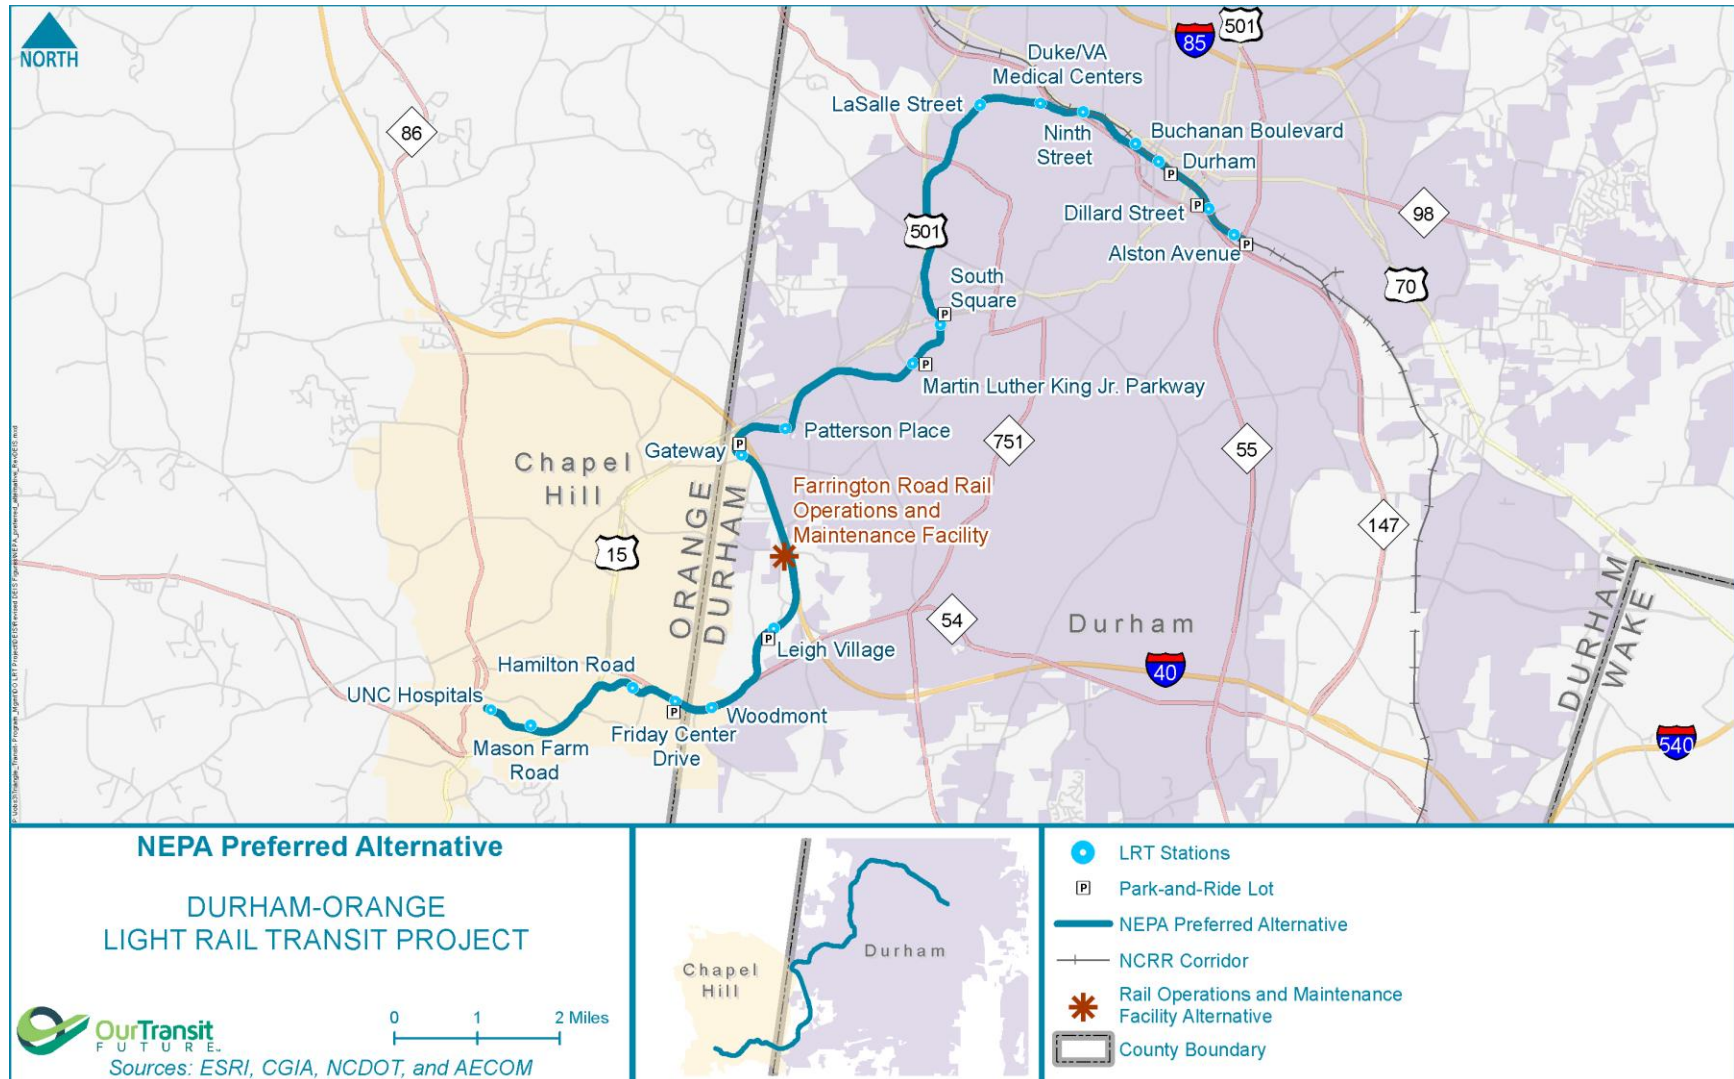 NORTH
86
85
501
Duke/VA
Medical Centers
LaSalle Street
Ninth
Street
Buchanan Boulevard
Durham
P
P
Dillard Street
98
501
Alston Avenue
P
70
South
Square
P
P
Martin Luther King Jr. Parkway
Patterson Place
751
55
P
Gateway
Chapel
Hill
ORANGE
DURHAM
Farrington Road Rail
Operations and
Maintenance Facility
15
147
54
Durham
DURHAM
WAKE
P
Leigh Village
40
Hamilton Road
UNC Hospitals
P
Woodmont
Friday Center
Drive
Mason Farm
Road
540
NEPA Preferred Alternative
DURHAM-ORANGE
LIGHT RAIL TRANSIT PROJECT
OurTransit
FUTURE
0 1 2 Miles
Sources: ESRI, CGIA, NCDOT, and AECOM
Durham
Chapel
Hill
LRT Stations
P Park-and-Ride Lot
NEPA Preferred Alternative
NCRR Corridor
Rail Operations and Maintenance
Facility Alternative
County Boundary